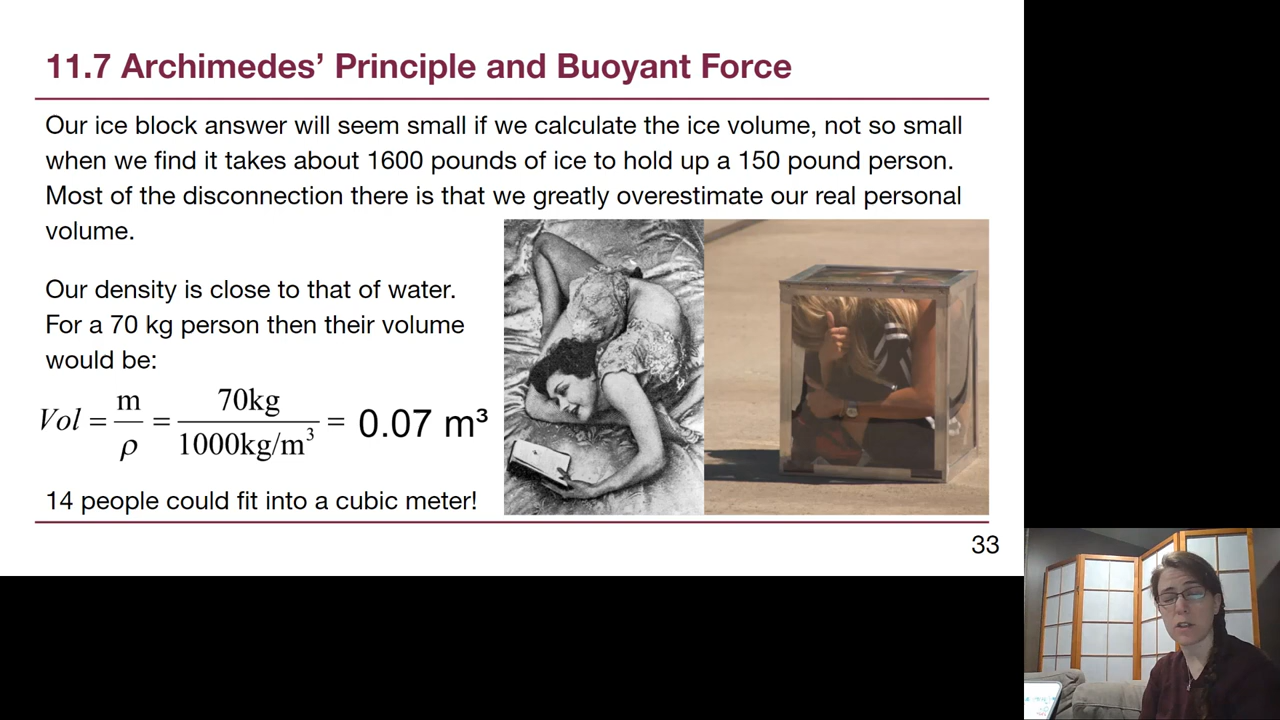 11.7 Archimedes’ Principle and Buoyant Force
Our ice block answer will seem small if we calculate the ice volume, not so small
when we find it takes about 1600 pounds of ice to hold up a 150 pound person.
Most of the disconnection there is that we greatly overestimate our real personal
volume.
Our density is close to that of water.
For a 70 kg person then their volume
would be:
Vol = m/ρ = 70kg/1000kg/m³ = 0.07 m³
14 people could fit into a cubic meter!
33